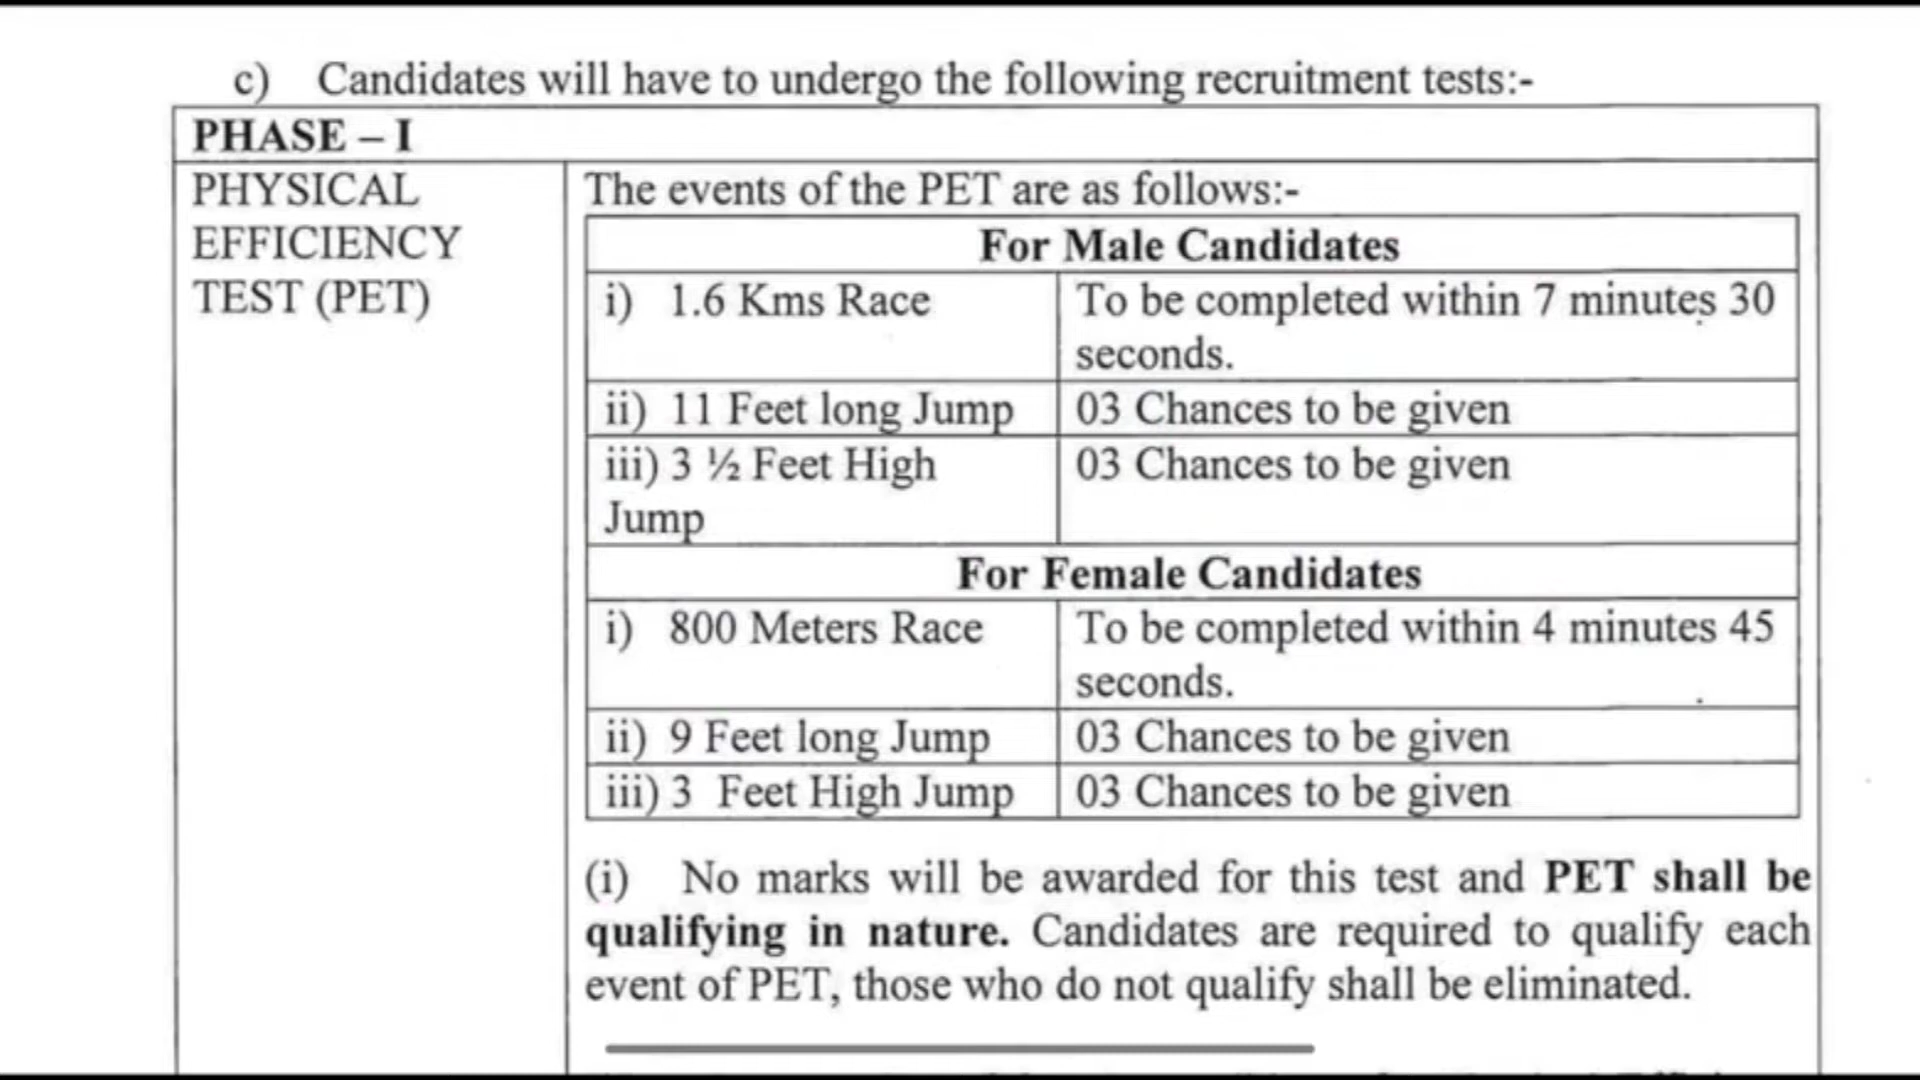 c) Candidates will have to undergo the following recruitment tests:-
PHASE – I
PHYSICAL
EFFICIENCY
TEST (PET)
The events of the PET are as follows:-
For Male Candidates
i) 1.6 Kms Race
To be completed within 7 minutes 30
seconds.
ii) 11 Feet long Jump
03 Chances to be given
iii) 3 ½ Feet High
Jump
03 Chances to be given
For Female Candidates
i) 800 Meters Race
To be completed within 4 minutes 45
seconds.
ii) 9 Feet long Jump
03 Chances to be given
iii) 3 Feet High Jump
03 Chances to be given
(i) No marks will be awarded for this test and PET shall be
qualifying in nature. Candidates are required to qualify each
event of PET, those who do not qualify shall be eliminated.